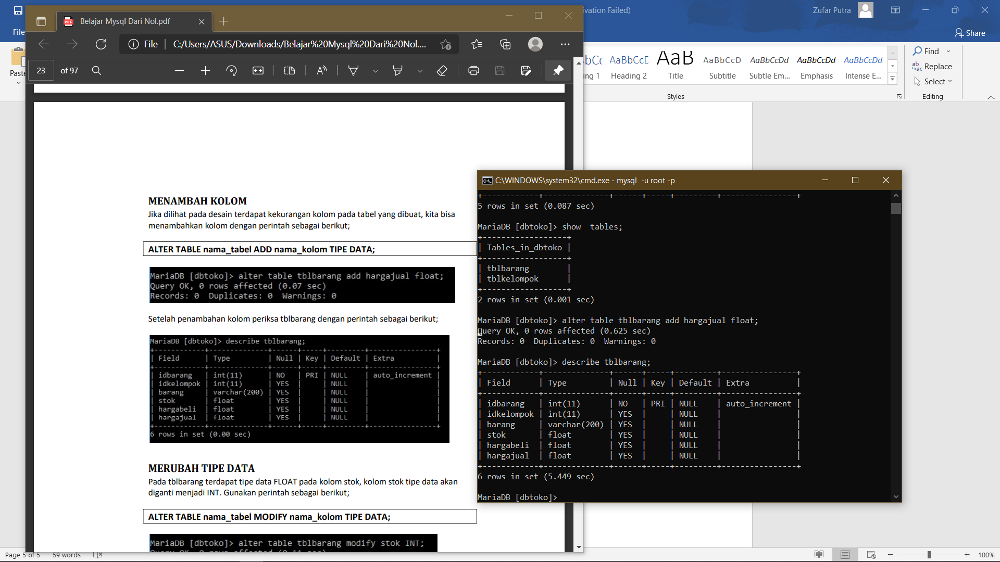 ivation Failed)
Zufar Putra
File
Share
Paste
Belajar Mysql Dari Nol.pdf
File
C:/Users/ASUS/Downloads/Belajar%20Mysql%20Dari%20Nol....
23 of 97
AaBbCcD
AaB
AaBbCcD
AaBbCcDd
AaBbCcDd
AaBbCcDd
ing 1
Heading 2
Title
Subtitle
Subtle Em...
Emphasis
Intense E...
Styles
Find
Replace
Select
Editing
MENAMBAH KOLOM
Jika dilihat pada desain terdapat kekurangan kolom pada tabel yang dibuat, kita bisa
menambahkan kolom dengan perintah sebagai berikut;
ALTER TABLE nama_tabel ADD nama_kolom TIPE DATA;
MariaDB [dbtoko]> alter table tblbarang add hargajual float;
Query OK, 0 rows affected (0.07 sec)
Records: 0  Duplicates: 0  Warnings: 0
Setelah penambahan kolom periksa tblbarang dengan perintah sebagai berikut;
MariaDB [dbtoko]> describe tblbarang;
+------------+--------------+------+-----+---------+----------------+
| Field      | Type         | Null | Key | Default | Extra          |
+------------+--------------+------+-----+---------+----------------+
| idbarang   | int(11)      | NO   | PRI | NULL    | auto_increment |
| idkelompok | int(11)      | YES  |     | NULL    |                |
| barang     | varchar(200) | YES  |     | NULL    |                |
| stok       | float        | YES  |     | NULL    |                |
| hargabeli  | float        | YES  |     | NULL    |                |
| hargajual  | float        | YES  |     | NULL    |                |
+------------+--------------+------+-----+---------+----------------+
6 rows in set (0.00 sec)
MERUBAH TIPE DATA
Pada tblbarang terdapat tipe data FLOAT pada kolom stok, kolom stok tipe data akan
diganti menjadi INT. Gunakan perintah sebagai berikut;
ALTER TABLE nama_tabel MODIFY nama_kolom TIPE DATA;
MariaDB [dbtoko]> alter table tblbarang modify stok INT;
C:\WINDOWS\system32\cmd.exe - mysql  -u root -p
+------------+--------------+------+-----+---------+----------------+
5 rows in set (0.087 sec)
MariaDB [dbtoko]> show  tables;
+------------------+
| Tables_in_dbtoko |
+------------------+
| tblbarang        |
| tblkelompok      |
+------------------+
2 rows in set (0.001 sec)
MariaDB [dbtoko]> alter table tblbarang add hargajual float;
Query OK, 0 rows affected (0.625 sec)
Records: 0  Duplicates: 0  Warnings: 0
MariaDB [dbtoko]> describe tblbarang;
+------------+--------------+------+-----+---------+----------------+
| Field      | Type         | Null | Key | Default | Extra          |
+------------+--------------+------+-----+---------+----------------+
| idbarang   | int(11)      | NO   | PRI | NULL    | auto_increment |
| idkelompok | int(11)      | YES  |     | NULL    |                |
| barang     | varchar(200) | YES  |     | NULL    |                |
| stok       | float        | YES  |     | NULL    |                |
| hargabeli  | float        | YES  |     | NULL    |                |
| hargajual  | float        | YES  |     | NULL    |                |
+------------+--------------+------+-----+---------+----------------+
6 rows in set (5.449 sec)
MariaDB [dbtoko]>
Page 5 of 5
59 words
100%